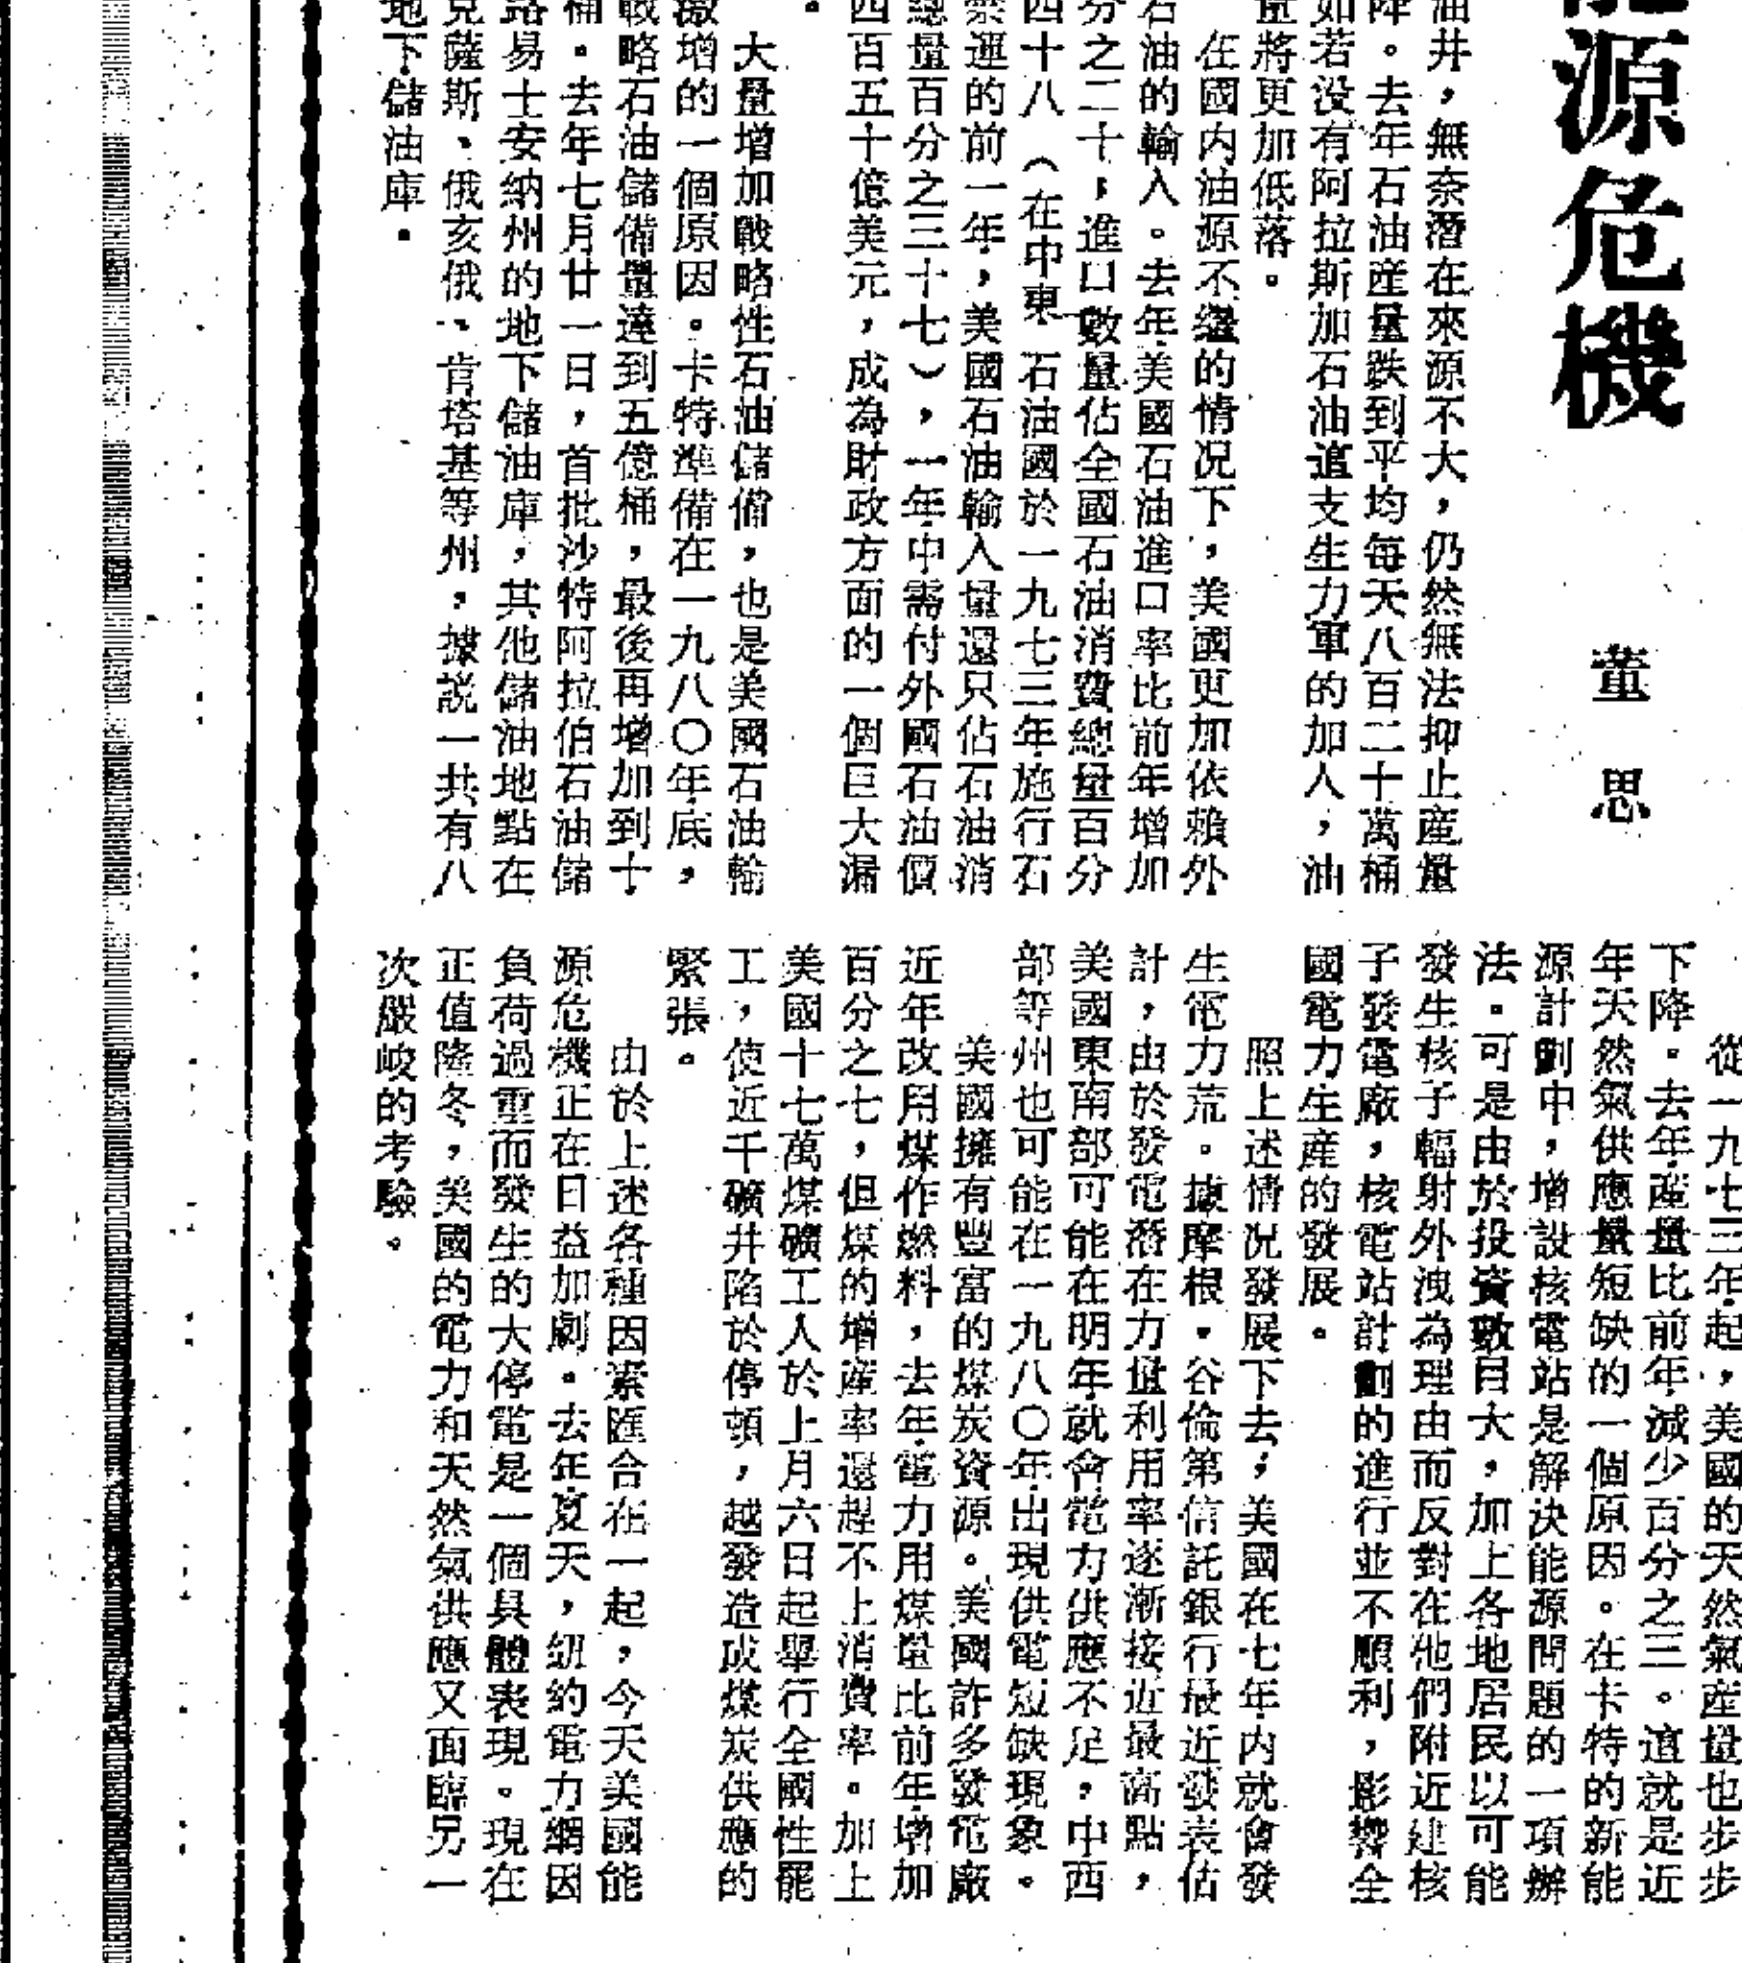 源危機
董思
油井，無奈潛在來源不大，仍然無法抑止産量
降。去年石油産量跌到平均每天八百二十萬桶
如若没有阿拉斯加石油這支生力軍的加人，油
量將更加低落。
在國内油源不繼的情况下，美國更加依賴外
石油的輸入。去年美國石油進口率比前年增加
分之二十，進口數量佔全國石油消費總量百分
四十八（在中東石油國於一九七三年施行石
禁運的前一年，美國石油輸入量還只佔石油消
總量百分之三十七），一年中需付外國石油價
四百五十億美元，成為財政方面的一個巨大漏
。
大量增加戰略性石油儲備，也是美國石油輸
激增的一個原因。卡特準備在一九八〇年底，
戰略石油儲備量達到五億桶，最後再增加到十
桶。去年七月廿一日，首批沙特阿拉伯石油儲
路易士安納州的地下儲油庫，其他儲油地點在
克薩斯、俄亥俄、肯塔基等州，據説一共有八
地下儲油庫。
從一九七三年起，美國的天然氣産量也步步
下降。去年産量比前年減少百分之三。這就是近
年天然氣供應量短缺的一個原因。在卡特的新能
源計劃中，增設核電站是解決能源問題的一項辦
法。可是由於投資數目大，加上各地居民以可能
發生核子輻射外洩為理由而反對在他們附近建核
子發電廠，核電站計劃的進行並不順利，影響全
國電力生産的發展。
照上述情况發展下去，美國在七年内就會發
生電力荒。據摩根・谷倫第信託銀行最近發表估
計，由於發電潛在力量利用率逐漸接近最高點，
美國東南部可能在明年就會電力供應不足，中西
部等州也可能在一九八〇年出現供電短缺現象。
美國擁有豐富的煤炭資源。美國許多發電廠
近年改用煤作燃料，去年電力用煤量比前年增加
百分之七，但煤的增産率還趕不上消費率。加上
美國十七萬煤礦工人於上月六日起舉行全國性罷
工，使近千礦井陷於停頓，越發造成煤炭供應的
緊張。
由於上述各種因素匯合在一起，今天美國能
源危機正在日益加劇。去年夏天，紐約電力網因
負荷過重而發生的大停電是一個具體表現。現在
正值隆冬，美國的電力和天然氣供應又面臨另一
次嚴峻的考驗。